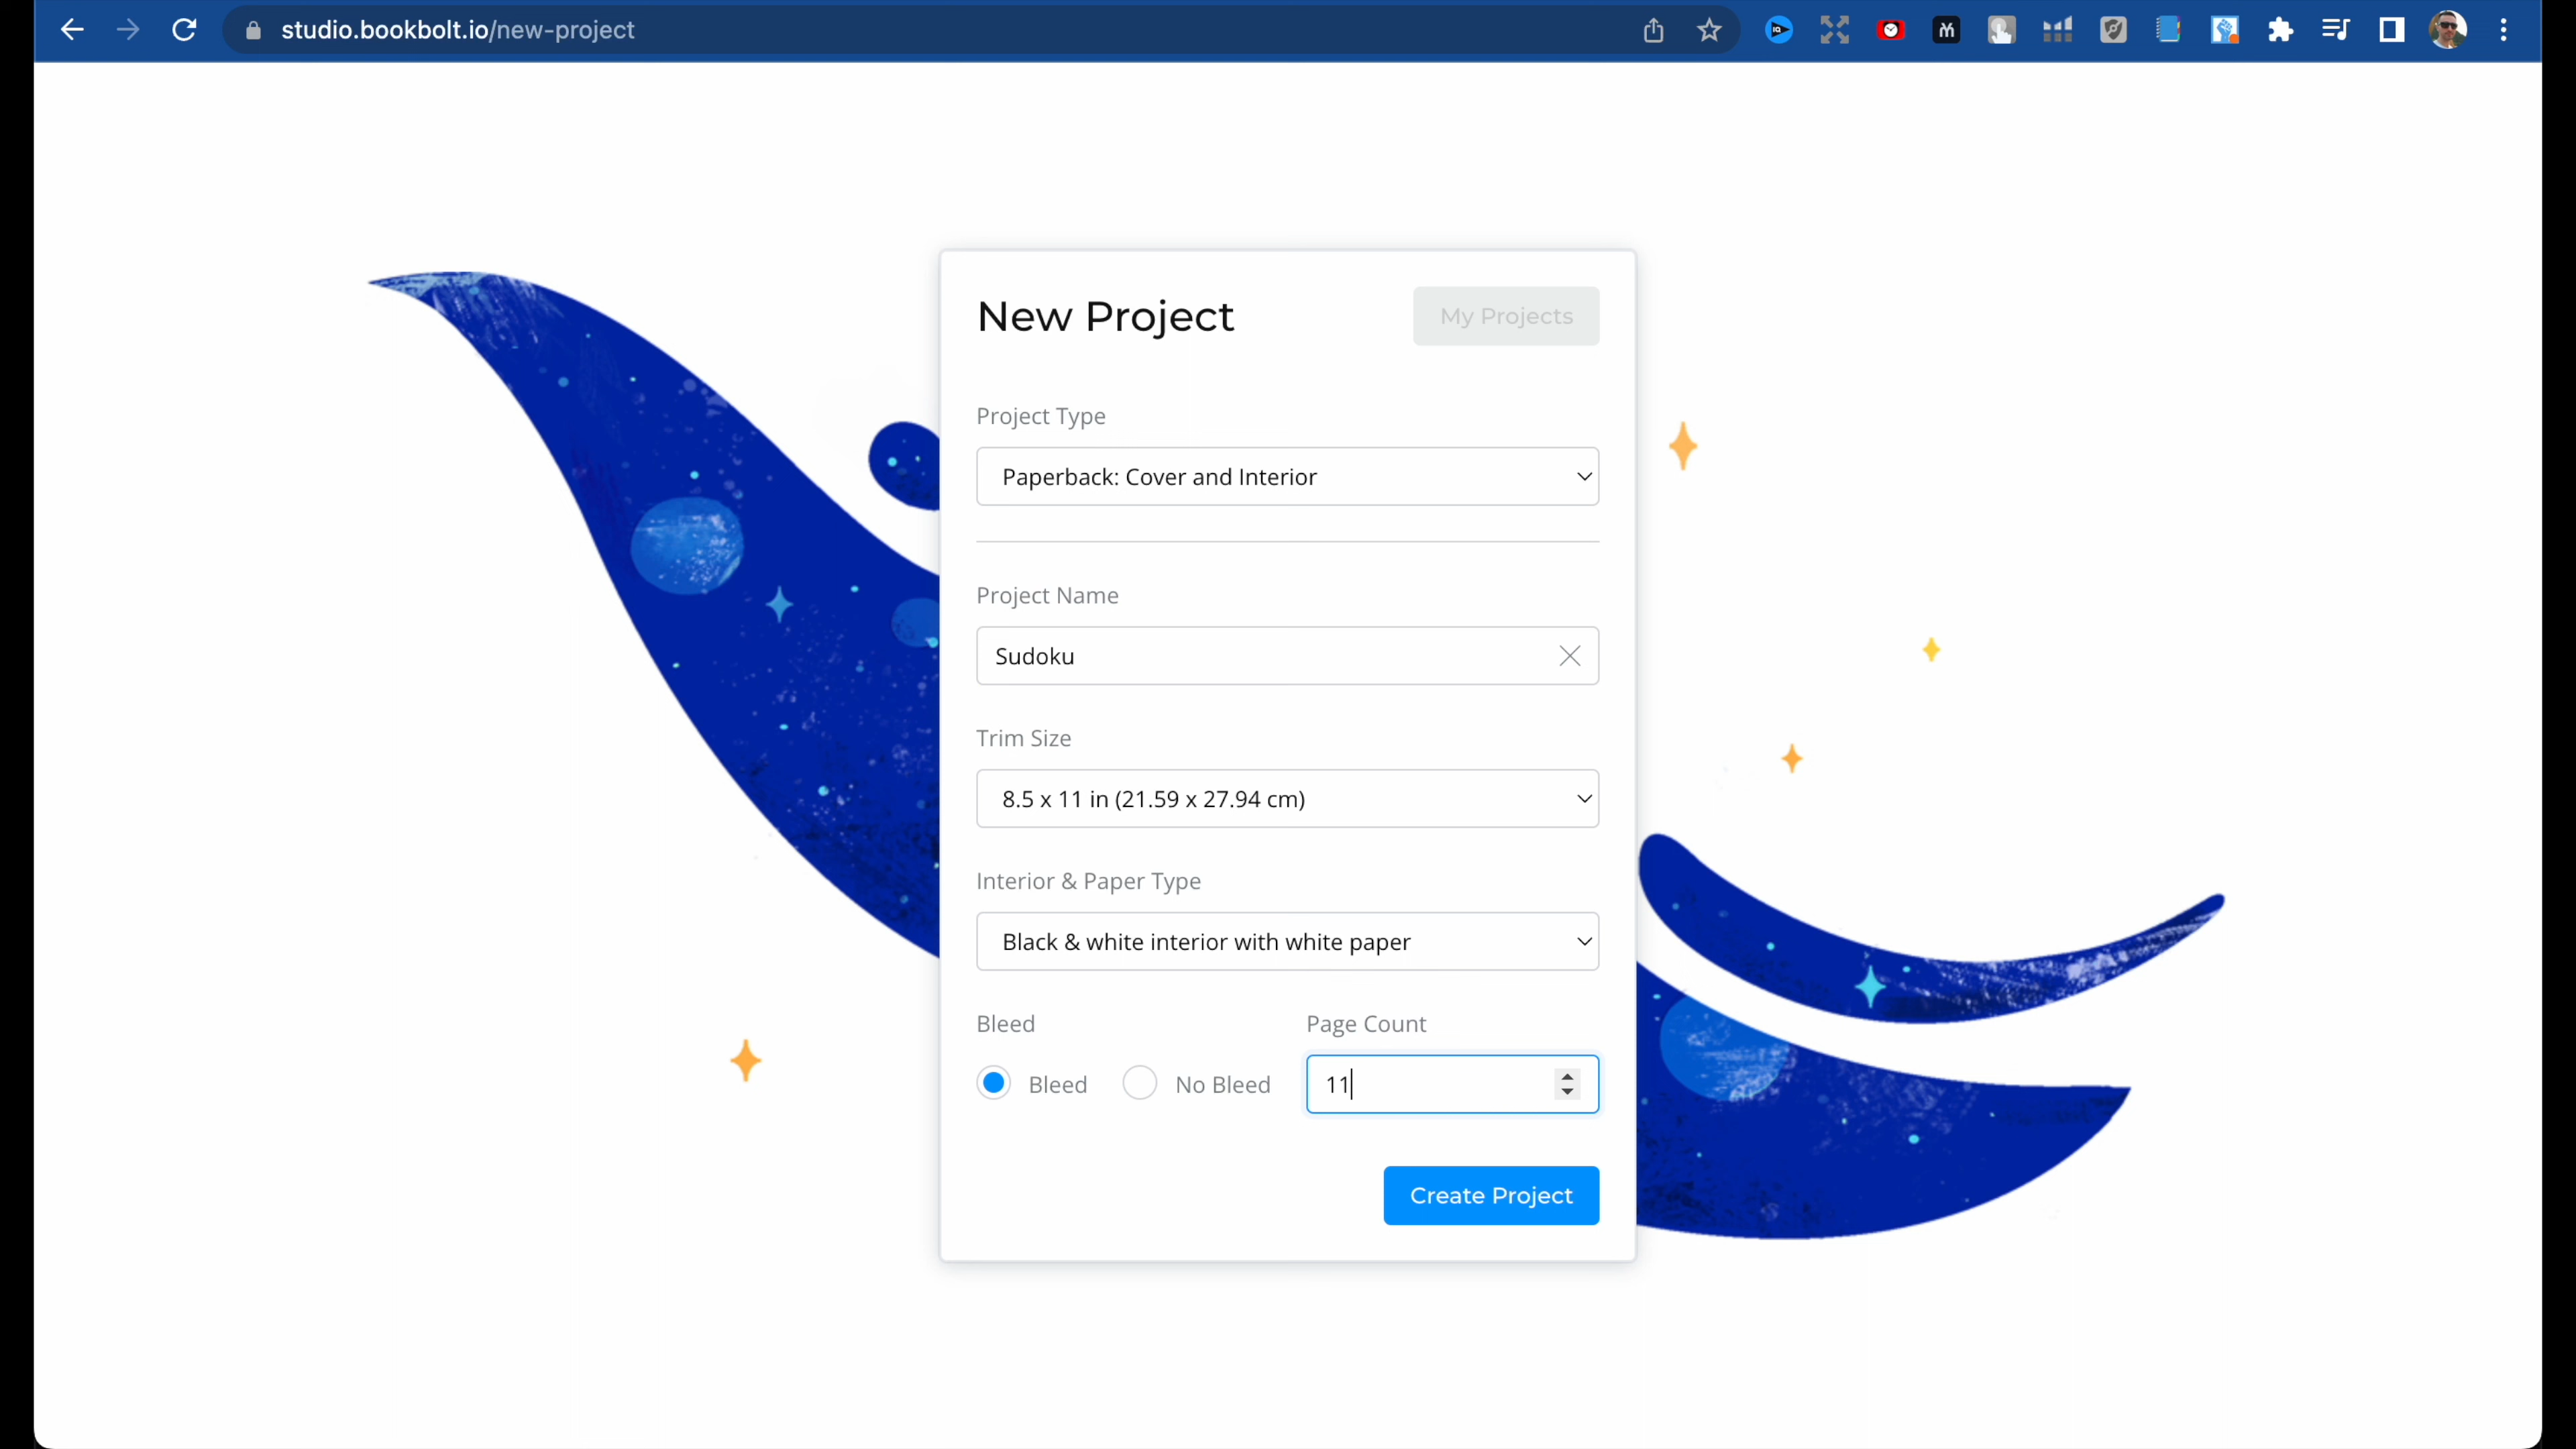 studio.bookbolt.io/new-project
New Project
My Projects
Project Type
Paperback: Cover and Interior
Project Name
Sudoku
Trim Size
8.5 x 11 in (21.59 x 27.94 cm)
Interior & Paper Type
Black & white interior with white paper
Bleed
Page Count
Bleed
No Bleed
11
Create Project